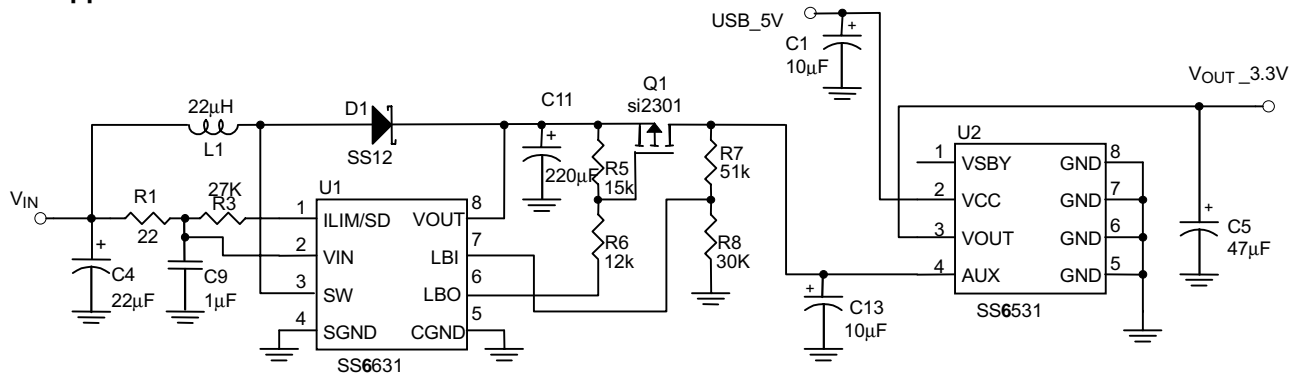 USB_5V
C1
+
10µF
VOUT_3.3V
Q1
si2301
22µH
L1
D1
SS12
C11
+
220µF
R5
15k
R7
51k
U2
1
VSBY
GND
8
2
VCC
GND
7
3
VOUT
GND
6
4
AUX
GND
5
SS6531
+
C5
47µF
VIN
R1
22
27K
R3
U1
1
ILIM/SD
VOUT
8
2
VIN
LBI
7
3
SW
LBO
6
4
SGND
CGND
5
SS6631
+
C4
22µF
C9
1µF
R6
12k
R8
30K
+
C13
10µF